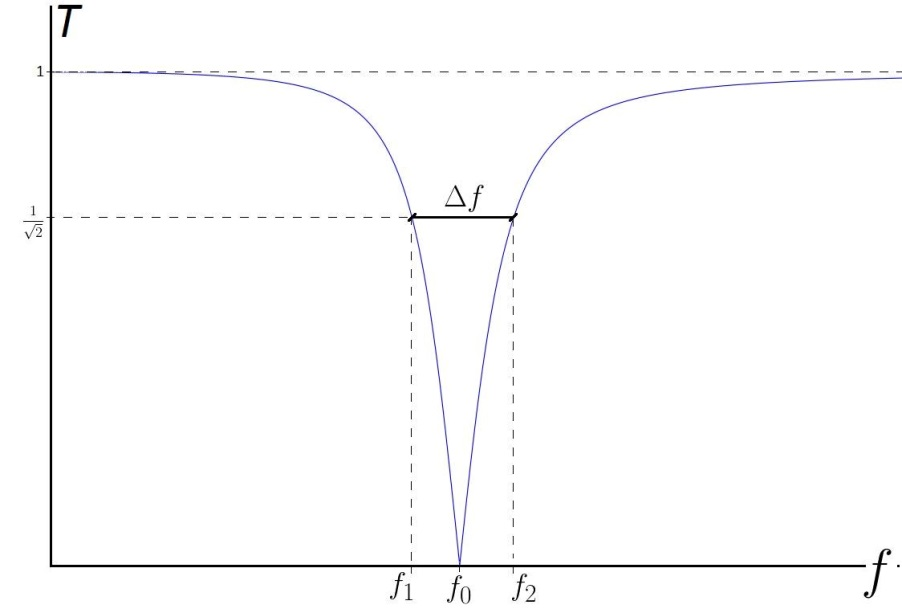 T
1
Δf
1/√2
f₁ f₀ f₂
f